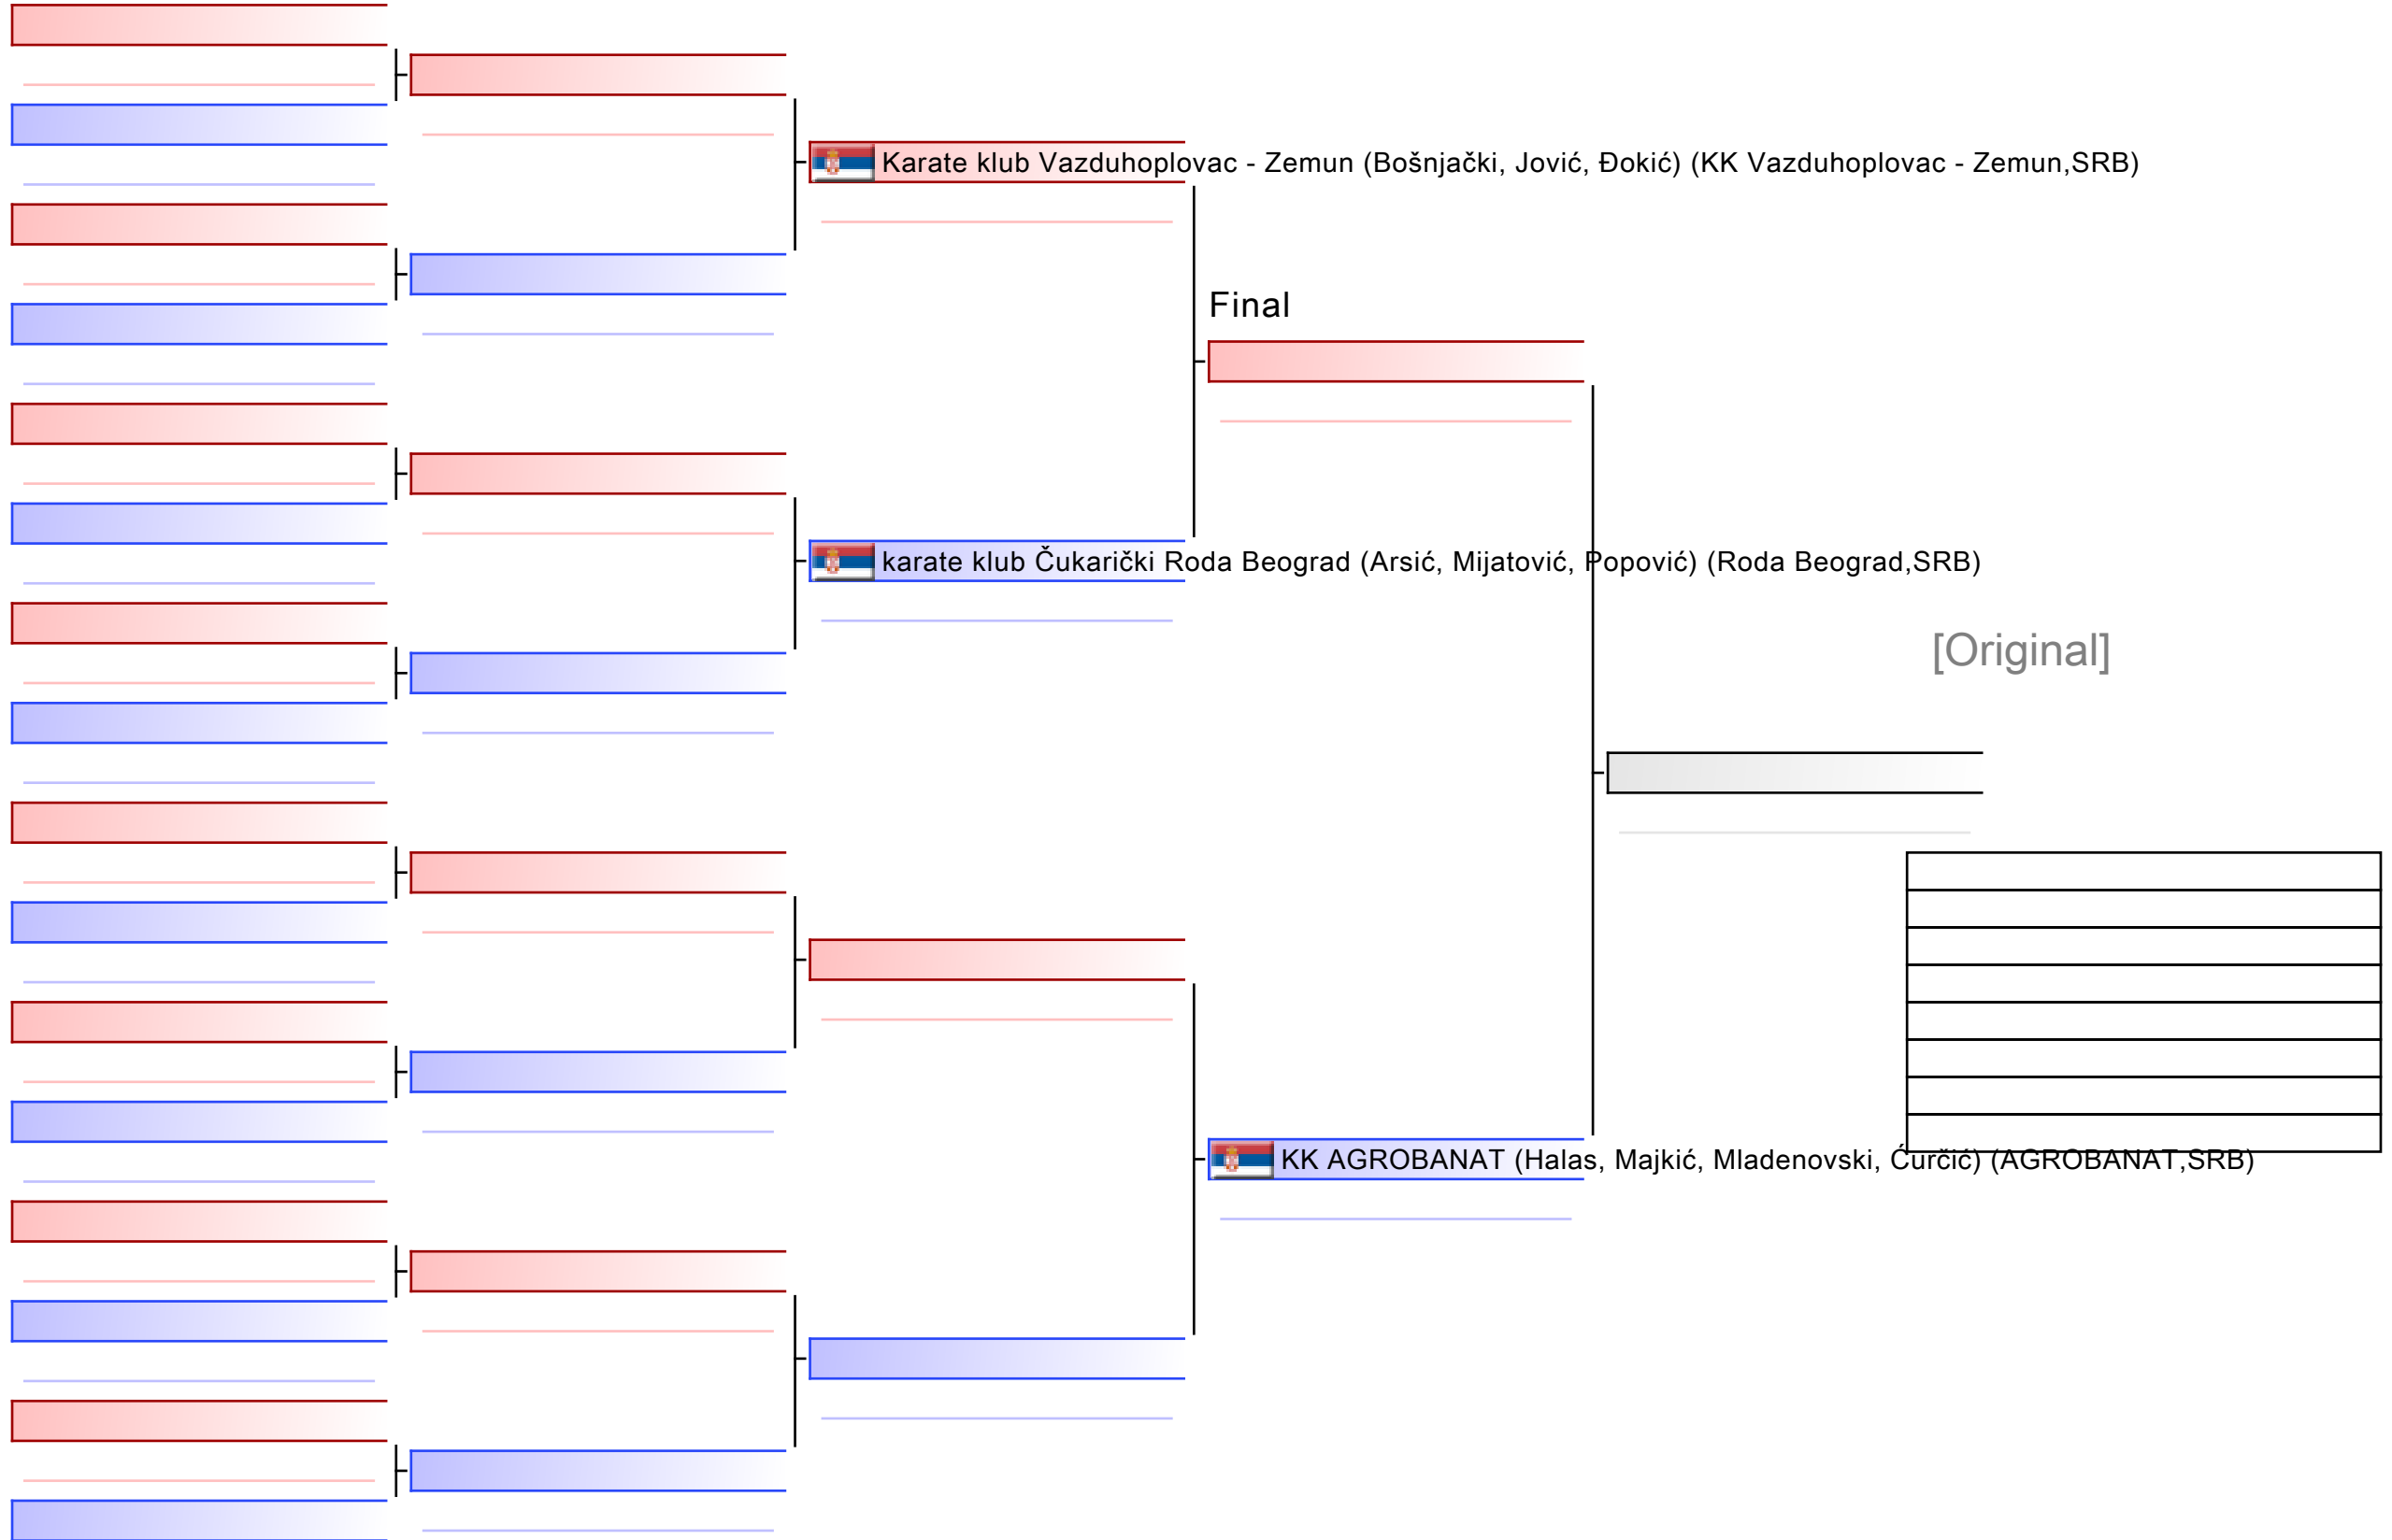 Karate klub Vazduhoplovac - Zemun (Bošnjački, Jović, Đokić) (KK Vazduhoplovac - Zemun,SRB)
Final
karate klub Čukarički Roda Beograd (Arsić, Mijatović, Popović) (Roda Beograd,SRB)
[Original]
KK AGROBANAT (Halas, Majkić, Mladenovski, Ćurčić) (AGROBANAT,SRB)